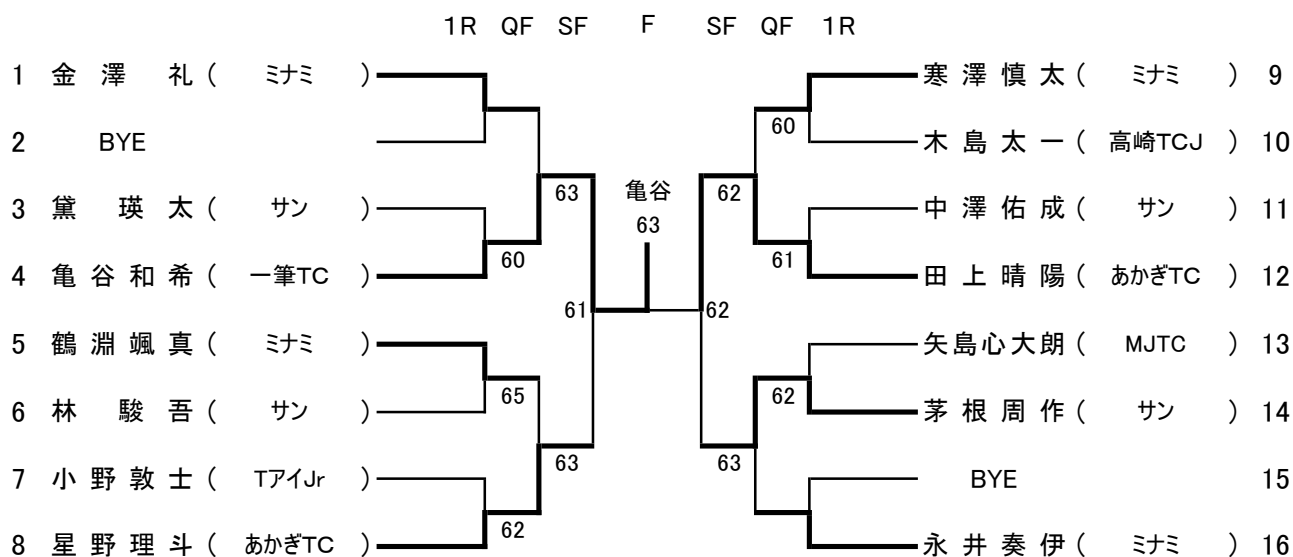 1R QF SF F SF QF 1R
1 金 澤 礼 ( ミナミ ) 寒 澤 慎 太 ( ミナミ ) 9
60
2 BYE 木 島 太 一 ( 高崎TCJ ) 10
63 亀谷 62
3 黛 瑛 太 ( サン ) 中 澤 佑 成 ( サン ) 11
63
60 61
4 亀 谷 和 希 ( 一筆TC ) 田 上 晴 陽 ( あかぎTC ) 12
61 62
5 鶴 淵 颯 真 ( ミナミ ) 矢島心大朗 ( MJTC ) 13
65 62
6 林 駿 吾 ( サン ) 茅 根 周 作 ( サン ) 14
63 63
7 小 野 敦 士 ( TアイJr ) BYE 15
62
8 星 野 理 斗 ( あかぎTC ) 永 井 奏 伊 ( ミナミ ) 16